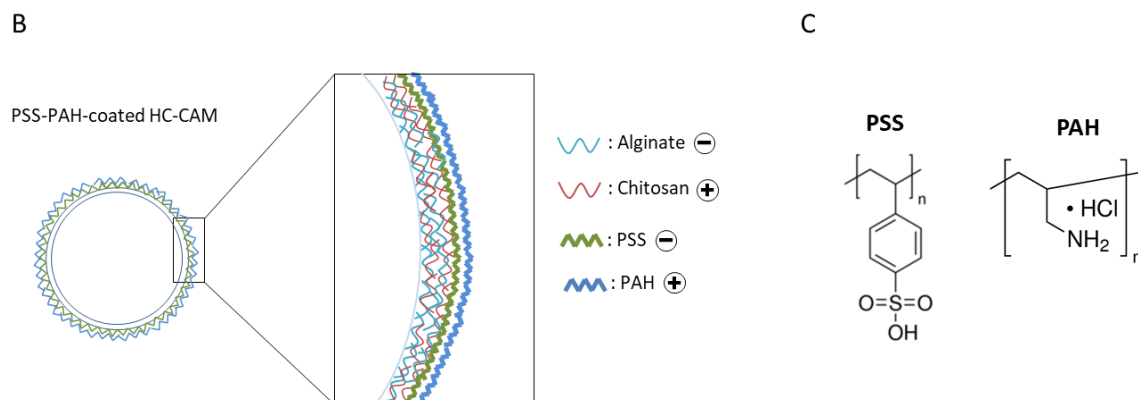 B
PSS-PAH-coated HC-CAM
: Alginate −
: Chitosan +
: PSS −
: PAH +
C
PSS
n
O=S=O
OH
PAH
• HCl
NH2
n